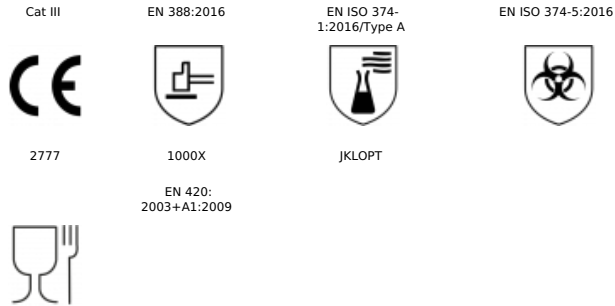 Cat III
EN 388:2016
EN ISO 374-
1:2016/Type A
EN ISO 374-5:2016
CE
2777
1000X
JKLOPT
EN 420:
2003+A1:2009